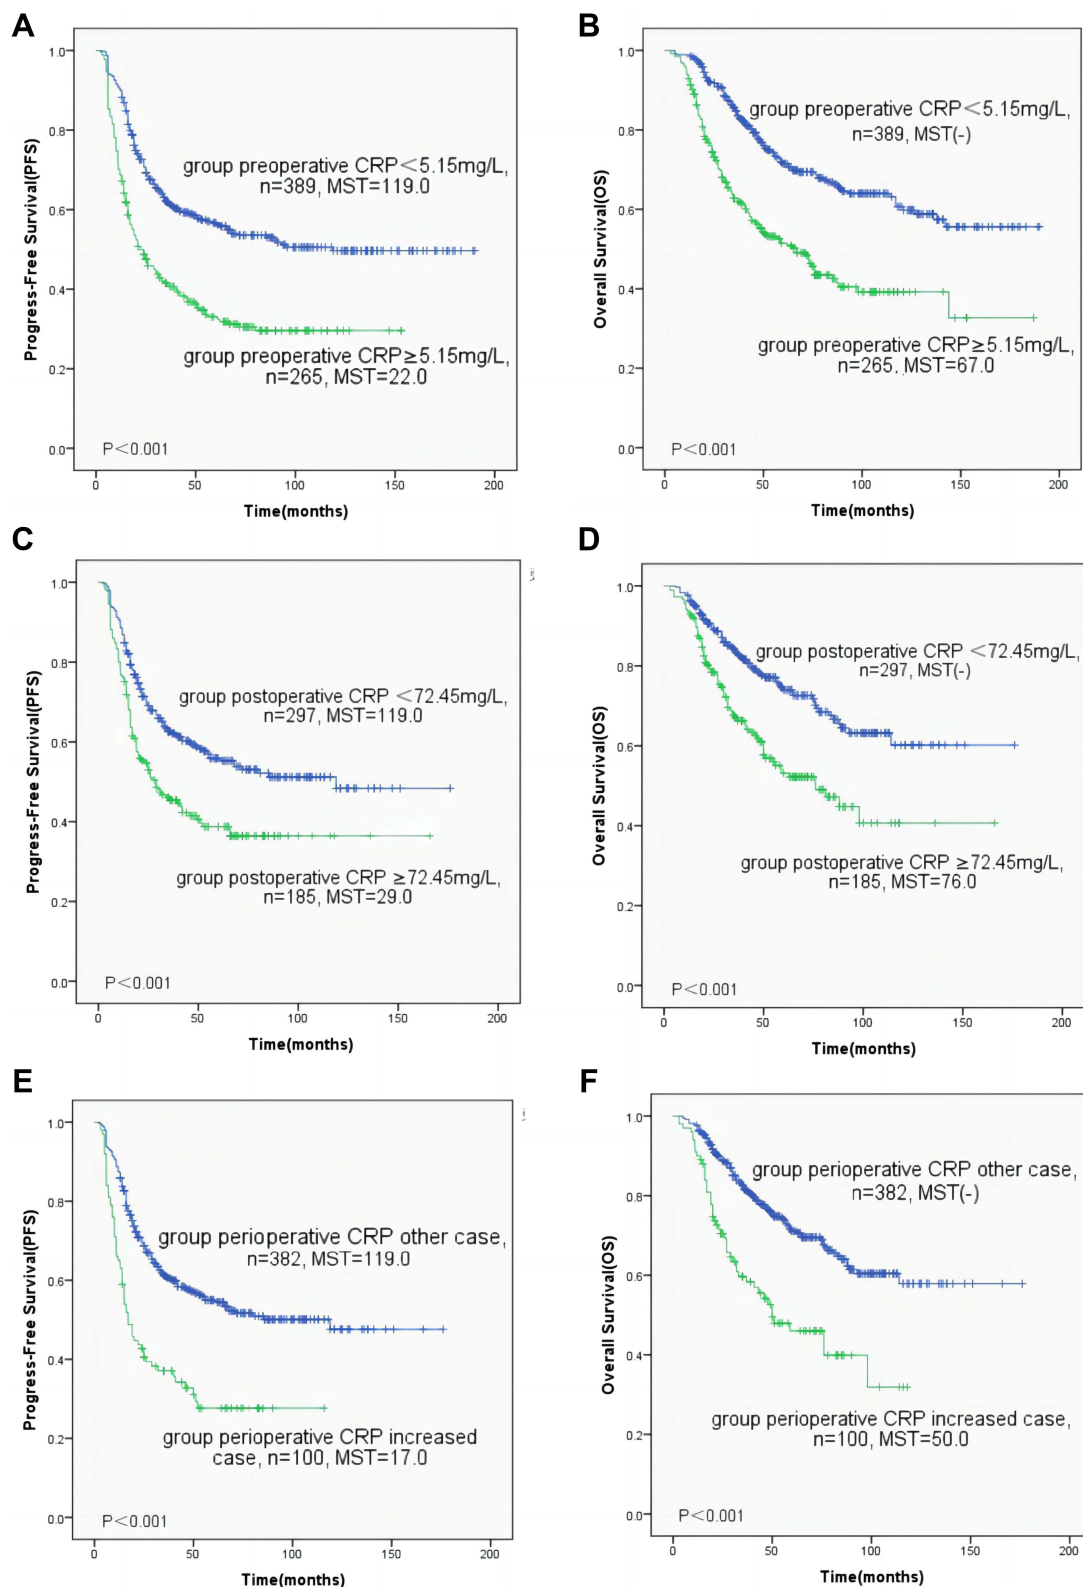 A
Progress-Free Survival(PFS)
1.0
0.8
0.6
0.4
0.2
0.0
group preoperative CRP<5.15mg/L,
n=389, MST=119.0
group preoperative CRP≥5.15mg/L,
n=265, MST=22.0
P<0.001
0 50 100 150 200
Time(months)
B
Overall Survival(OS)
1.0
0.8
0.6
0.4
0.2
0.0
group preoperative CRP<5.15mg/L,
n=389, MST(-)
group preoperative CRP≥5.15mg/L,
n=265, MST=67.0
P<0.001
0 50 100 150 200
Time(months)
C
Progress-Free Survival(PFS)
1.0
0.8
0.6
0.4
0.2
0.0
group postoperative CRP <72.45mg/L,
n=297, MST=119.0
group postoperative CRP ≥72.45mg/L,
n=185, MST=29.0
P<0.001
0 50 100 150 200
Time(months)
D
Overall Survival(OS)
1.0
0.8
0.6
0.4
0.2
0.0
group postoperative CRP <72.45mg/L,
n=297, MST(-)
group postoperative CRP ≥72.45mg/L,
n=185, MST=76.0
P<0.001
0 50 100 150 200
Time(months)
E
Progress-Free Survival(PFS)
1.0
0.8
0.6
0.4
0.2
0.0
group perioperative CRP other case,
n=382, MST=119.0
group perioperative CRP increased
case, n=100, MST=17.0
P<0.001
0 50 100 150 200
Time(months)
F
Overall Survival(OS)
1.0
0.8
0.6
0.4
0.2
0.0
group perioperative CRP other case,
n=382, MST(-)
group perioperative CRP increased case,
n=100, MST=50.0
P<0.001
0 50 100 150 200
Time(months)